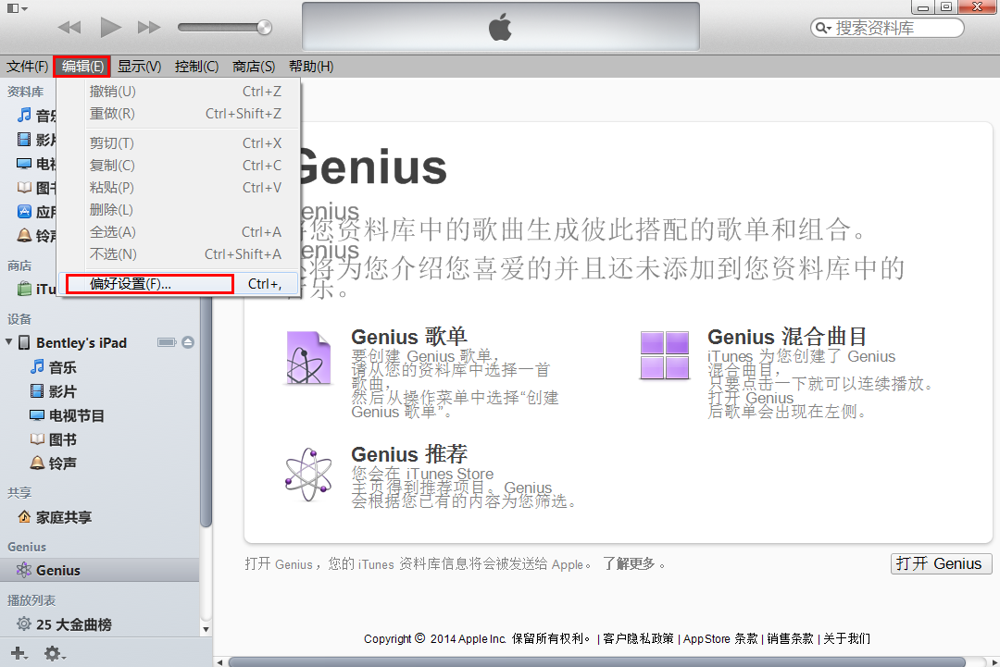 搜索资料库
文件(F) 编辑(E) 显示(V) 控制(C) 商店(S) 帮助(H)
资料库
音
影
电
图
应
铃
商店
iTu
设备
Bentley's iPad
音乐
影片
电视节目
图书
铃声
共享
家庭共享
Genius
Genius
播放列表
25 大金曲榜
撤销(U) Ctrl+Z
重做(R) Ctrl+Shift+Z
剪切(T) Ctrl+X
复制(C) Ctrl+C
粘贴(P) Ctrl+V
删除(L)
全选(A) Ctrl+A
不选(N) Ctrl+Shift+A
偏好设置(F)... Ctrl+,
Genius
enius
您资料库中的歌曲生成彼此搭配的歌单和组合。
enius
将为您介绍您喜爱的并且还未添加到您资料库中的
乐。
Genius 歌单
要创建 Genius 歌单，
请从您的资料库中选择一首
歌曲，
然后从操作菜单中选择“创建
Genius 歌单”。
Genius 混合曲目
iTunes 为您创建了 Genius
混合曲目，
只要点击一下就可以连续播放。
打开 Genius
后歌单会出现在左侧。
Genius 推荐
您会在 iTunes Store
主页得到推荐项目。Genius
会根据您已有的内容为您筛选。
打开 Genius，您的 iTunes 资料库信息将会被发送给 Apple。 了解更多 。
打开 Genius
Copyright © 2014 Apple Inc. 保留所有权利。 | 客户隐私政策 | App Store 条款 | 销售条款 | 关于我们